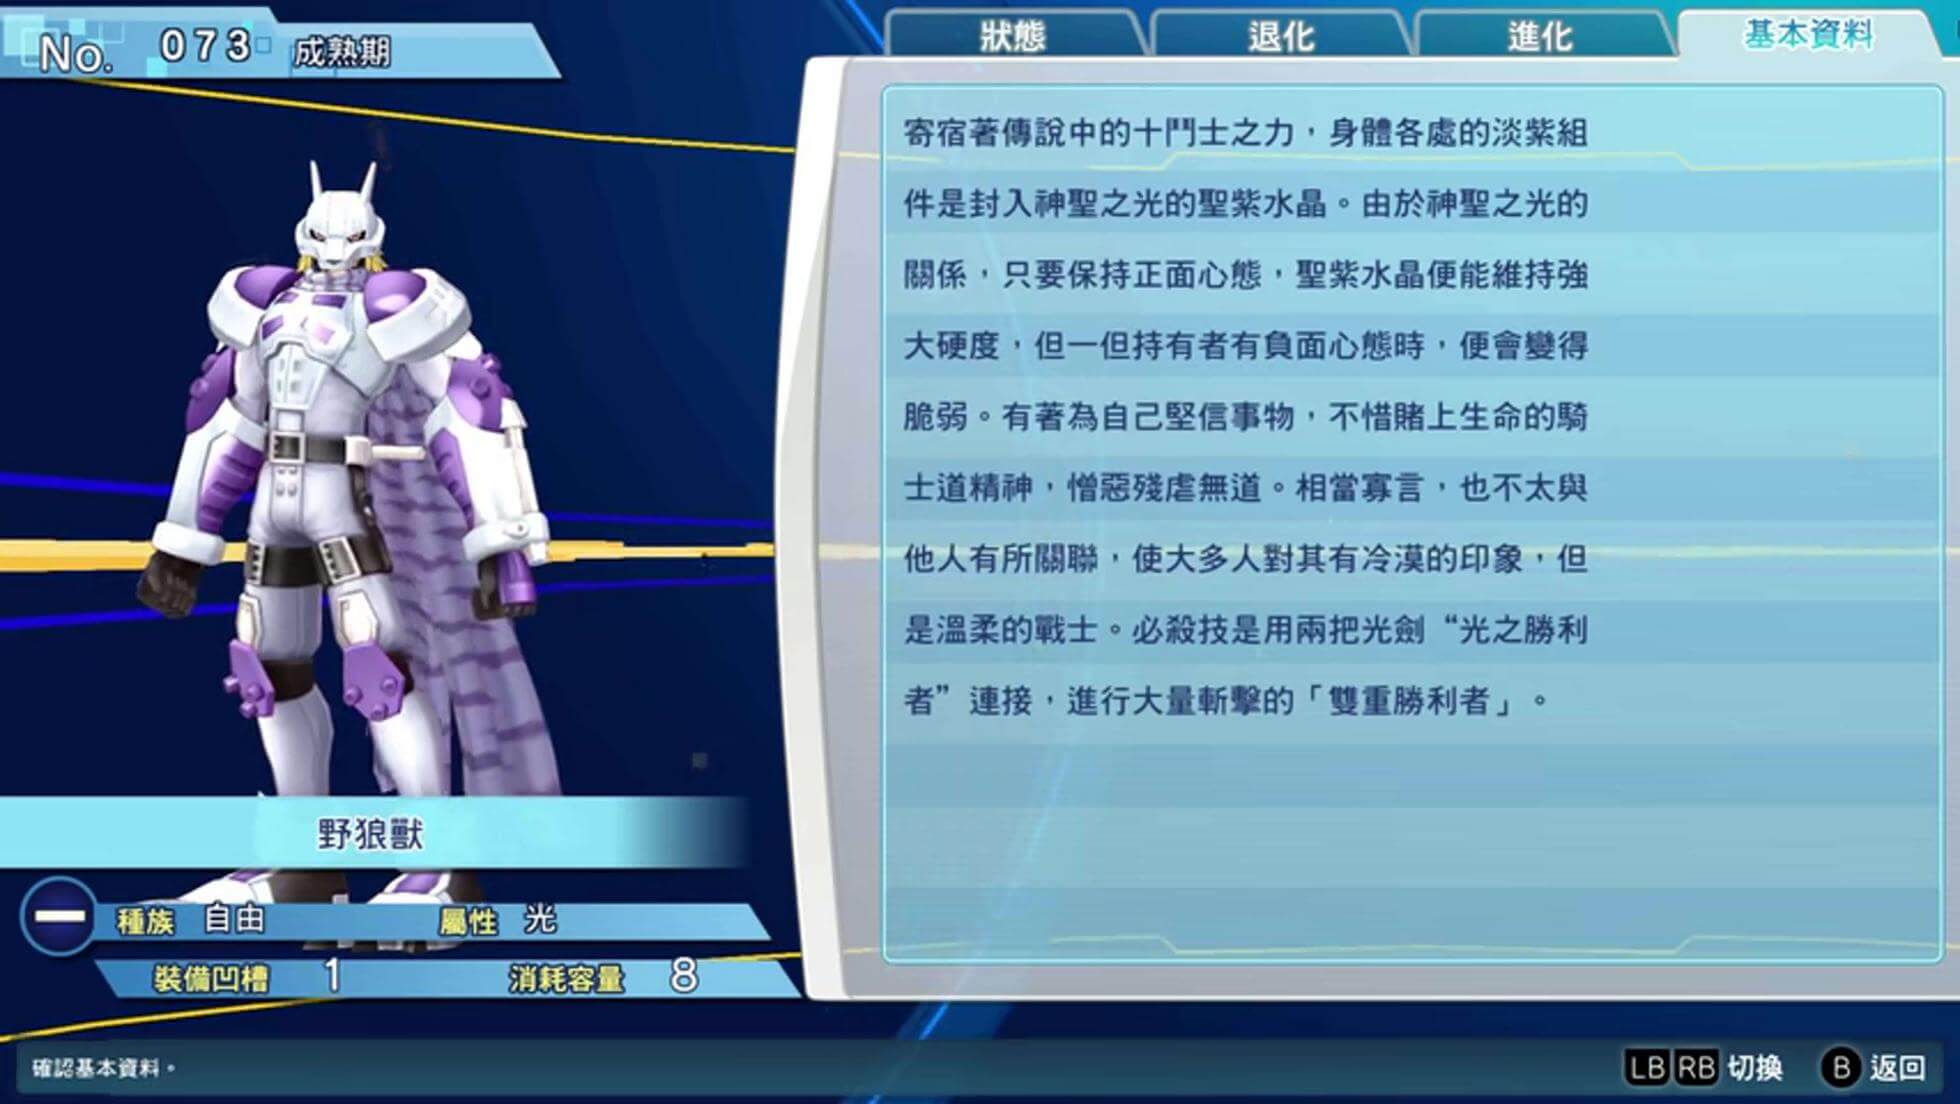 No. 073 成熟期
狀態 退化 進化 基本資料
寄宿著傳說中的十鬥士之力，身體各處的淡紫組
件是封入神聖之光的聖紫水晶。由於神聖之光的
關係，只要保持正面心態，聖紫水晶便能維持強
大硬度，但一但持有者有負面心態時，便會變得
脆弱。有著為自己堅信事物，不惜賭上生命的騎
士道精神，憎惡殘虐無道。相當寡言，也不太與
他人有所關聯，使大多人對其有冷漠的印象，但
是溫柔的戰士。必殺技是用兩把光劍“光之勝利
者”連接，進行大量斬擊的「雙重勝利者」。
野狼獸
種族 自由 屬性 光
裝備凹槽 1 消耗容量 8
確認基本資料。
LB RB 切換 B 返回